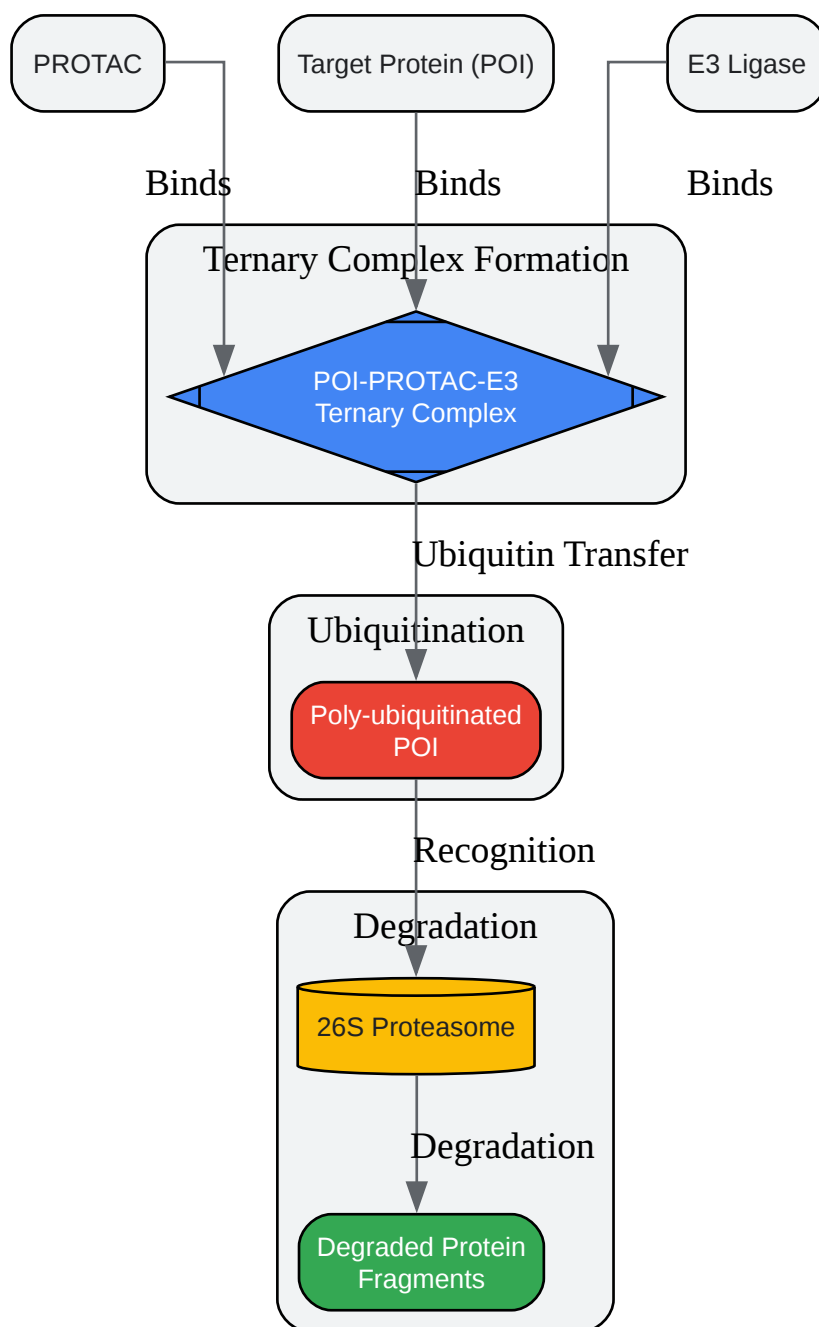 PROTAC
Target Protein (POI)
E3 Ligase
Binds
Binds
Binds
Ternary Complex Formation
POI-PROTAC-E3
Ternary Complex
Ubiquitin Transfer
Ubiquitination
Poly-ubiquitinated
POI
Recognition
Degradation
26S Proteasome
Degradation
Degraded Protein
Fragments